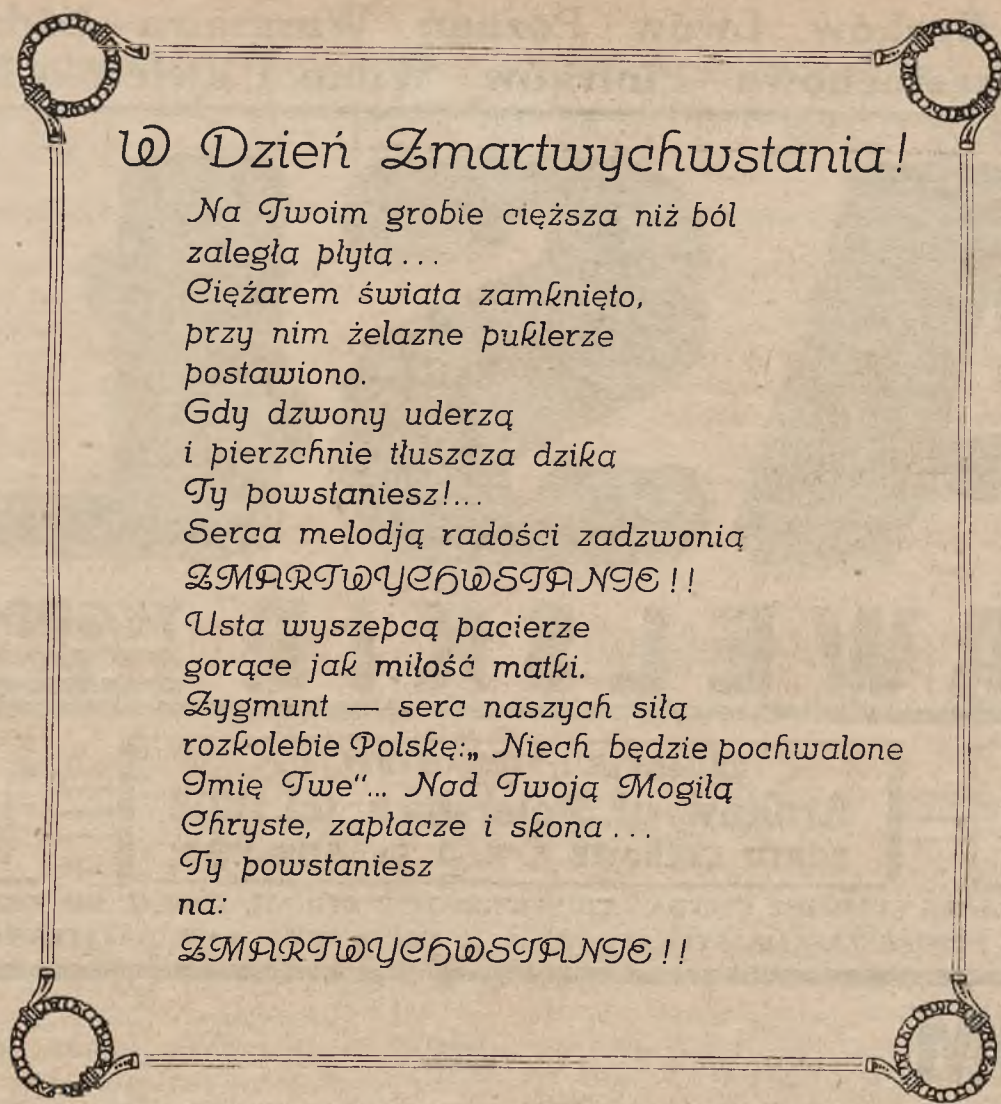 W Dzień Zmartwychwstania!
Na Twoim grobie cięższa niż ból
zaległa płyta...
Ciężarem świata zamknięto,
przy nim żelazne puklerze
postawiono.
Gdy dzwony uderzą
i pierzchnie tłuszcza dzika
Ty powstaniesz!...
Serca melodją radości zadzwonią
ZMARTWYCHWSTANIE!!
Usta wyszepcą pacierze
gorące jak miłość matki.
Zygmunt — serc naszych siła
rozkolebie Polskę:„ Niech będzie pochwalone
Imię Twe"... Nad Twoją Mogiłą
Chryste, zapłacze i skona...
Ty powstaniesz
na:
ZMARTWYCHWSTANIE!!